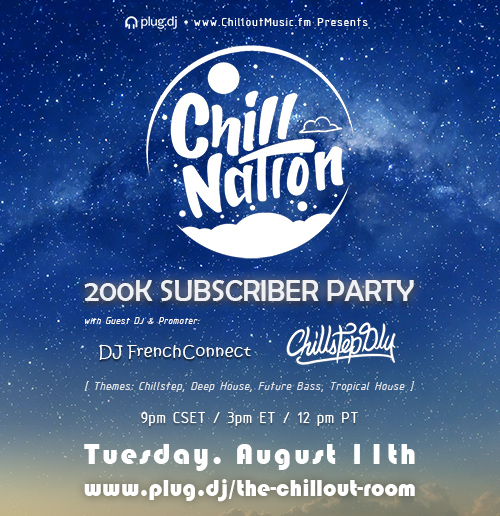 plug.dj • www.ChilloutMusic.fm Presents
Chill
Nation
200K SUBSCRIBER PARTY
with Guest DJ & Promoter:
DJ FrenchConnect ChillstepDly
[ Themes: Chillstep, Deep House, Future Bass, Tropical House ]
9pm CSET / 3pm ET / 12 pm PT
Tuesday. August 11th
www.plug.dj/the-chillout-room